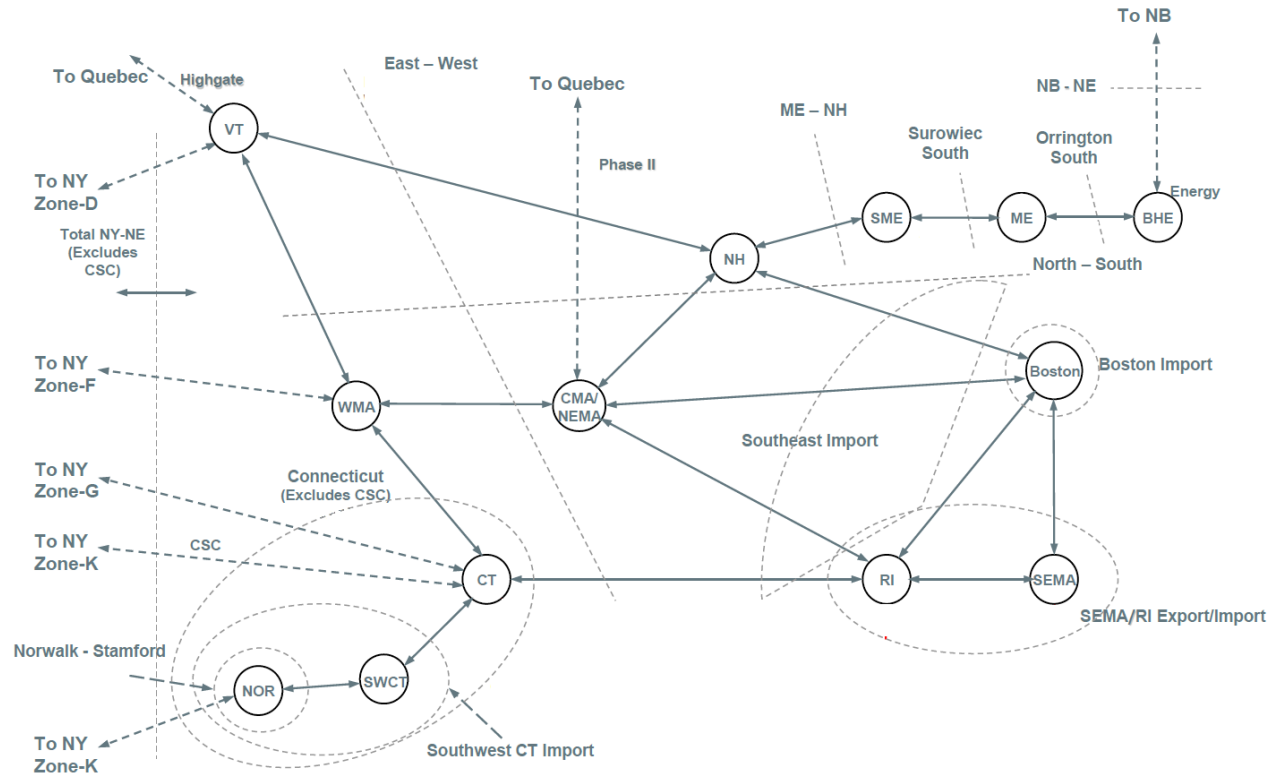 To NB
To Quebec
Highgate
East – West
To Quebec
NB - NE
ME – NH
Surowiec
South
Orrington
South
VT
Phase II
To NY
Zone-D
Energy
SME
ME
BHE
Total NY-NE
(Excludes
CSC)
NH
North – South
To NY
Zone-F
WMA
CMA/
NEMA
Boston
Boston Import
Southeast Import
To NY
Zone-G
Connecticut
(Excludes CSC)
To NY
Zone-K
CSC
CT
RI
SEMA
SEMA/RI Export/Import
Norwalk - Stamford
NOR
SWCT
To NY
Zone-K
Southwest CT Import